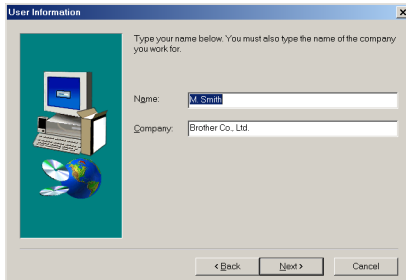 User Information
Type your name below. You must also type the name of the company
you work for.
Name: M. Smith
Company: Brother Co., Ltd.
< Back Next > Cancel